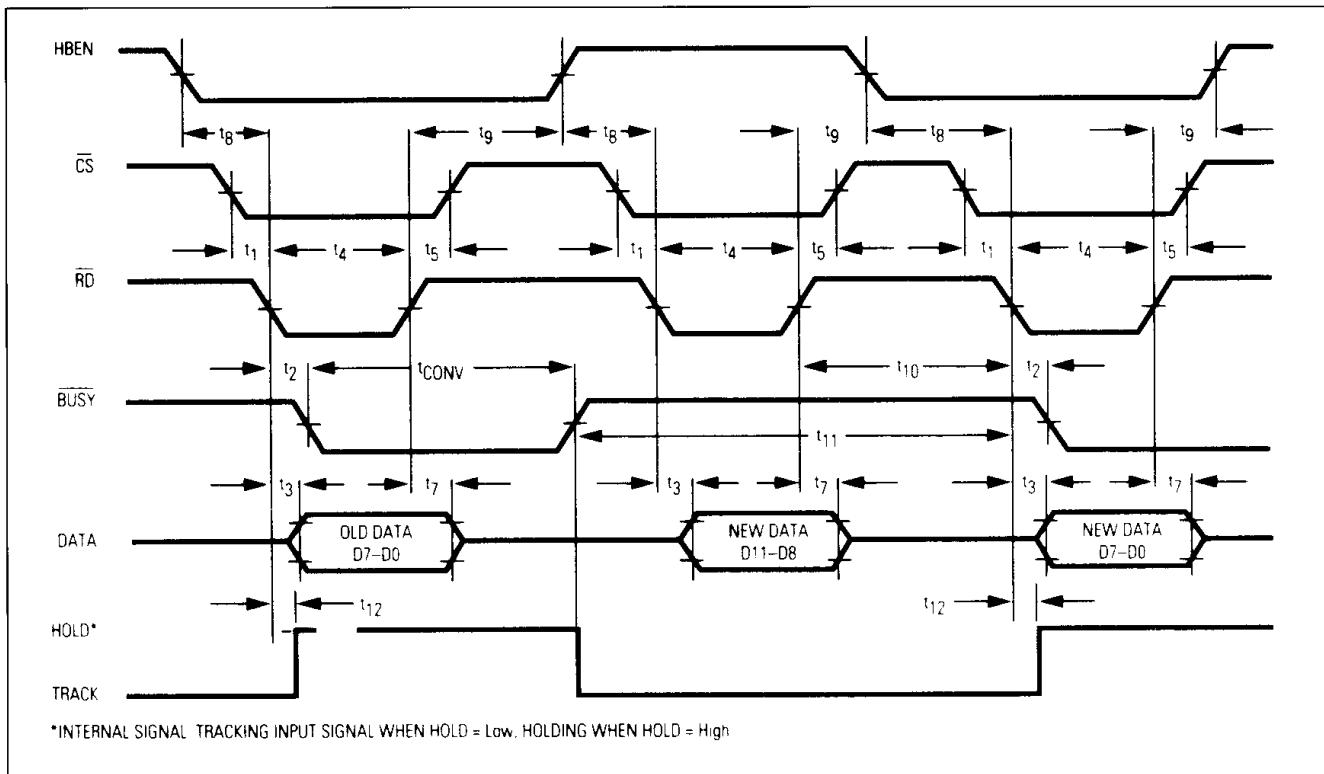 HBEN
t8 t9 t8 t9 t8 t9
CS
t1 t4 t5 t1 t4 t5 t1 t4 t5
RD
t2 tCONV t10 t2
BUSY
t11
t3 t7 t3 t7 t3 t7
DATA
OLD DATA
D7–D0
NEW DATA
D11–D8
NEW DATA
D7–D0
t12 t12
HOLD*
TRACK
*INTERNAL SIGNAL TRACKING INPUT SIGNAL WHEN HOLD = Low, HOLDING WHEN HOLD = High